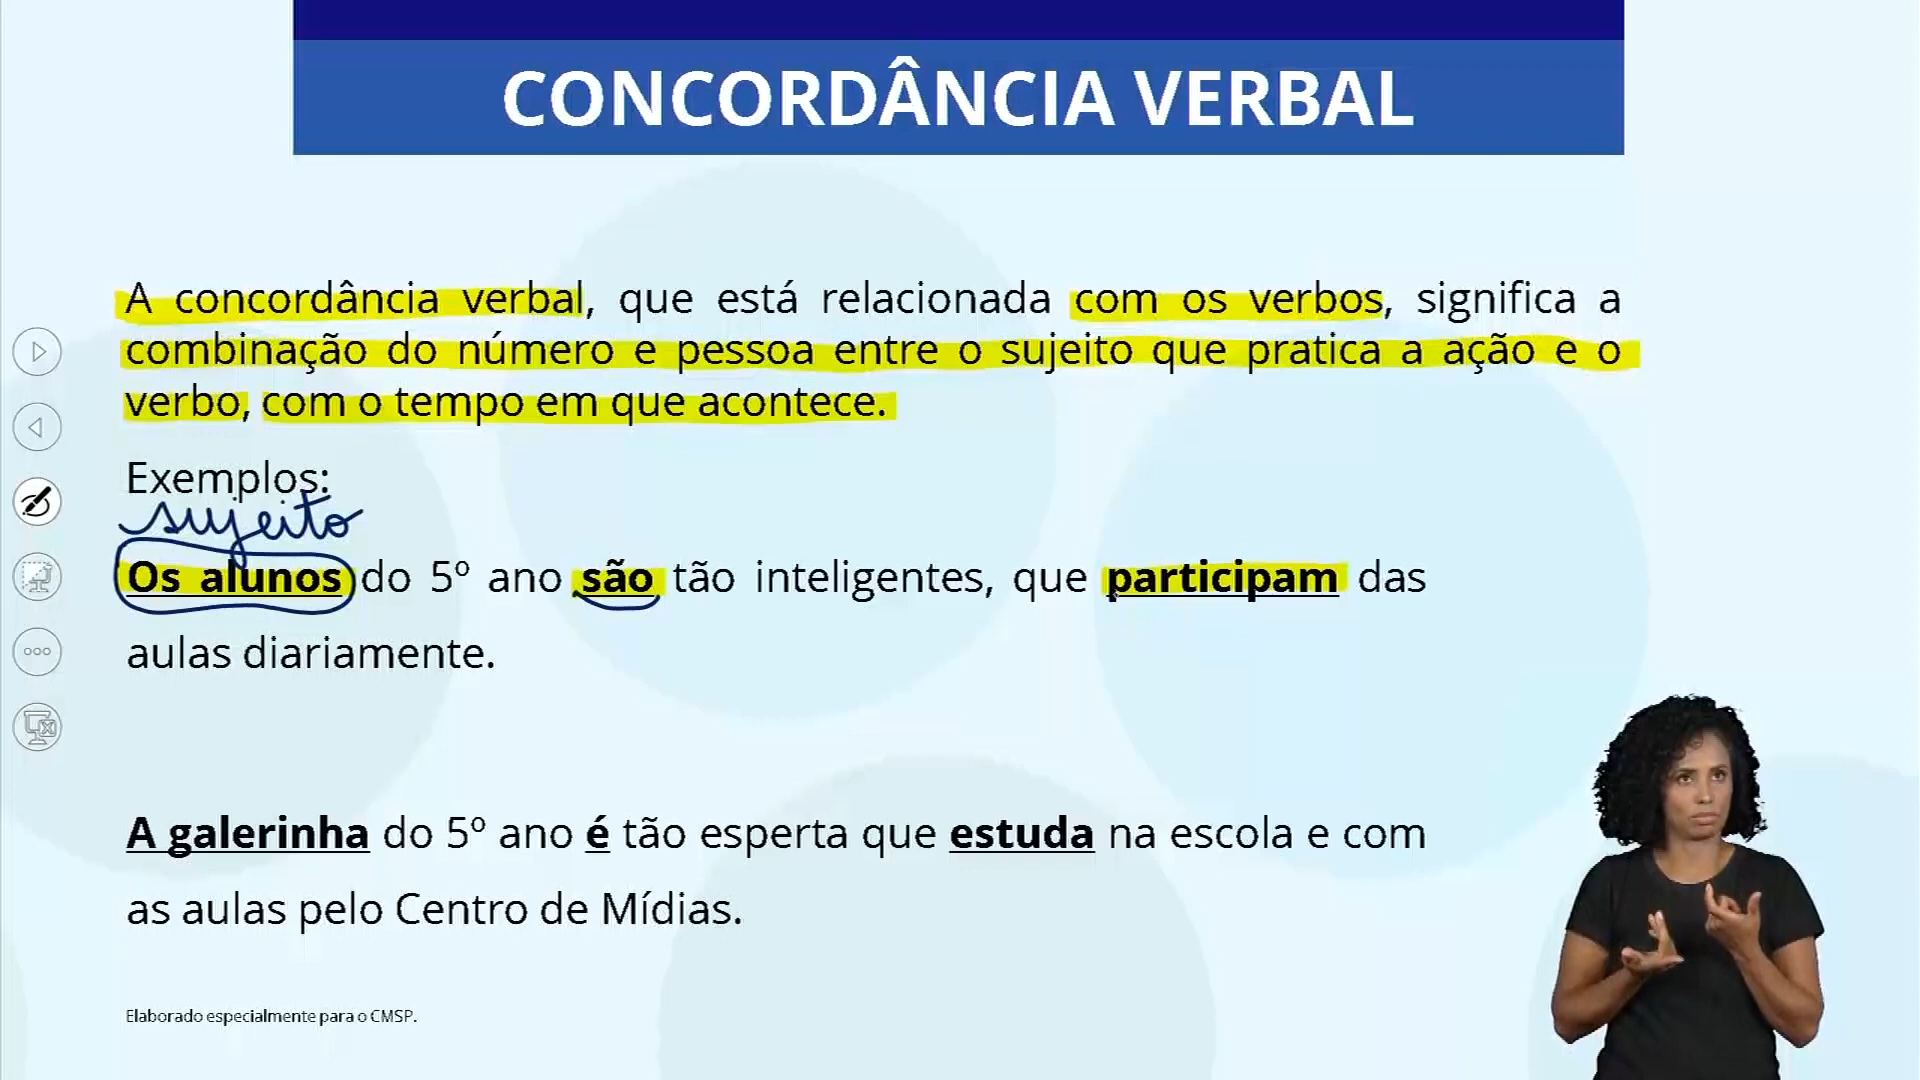 CONCORDÂNCIA VERBAL
A concordância verbal, que está relacionada com os verbos, significa a
combinação do número e pessoa entre o sujeito que pratica a ação e o
verbo, com o tempo em que acontece.
Exemplos:
sujeito
Os alunos do 5º ano são tão inteligentes, que participam das
aulas diariamente.
A galerinha do 5º ano é tão esperta que estuda na escola e com
as aulas pelo Centro de Mídias.
Elaborado especialmente para o CMSP.